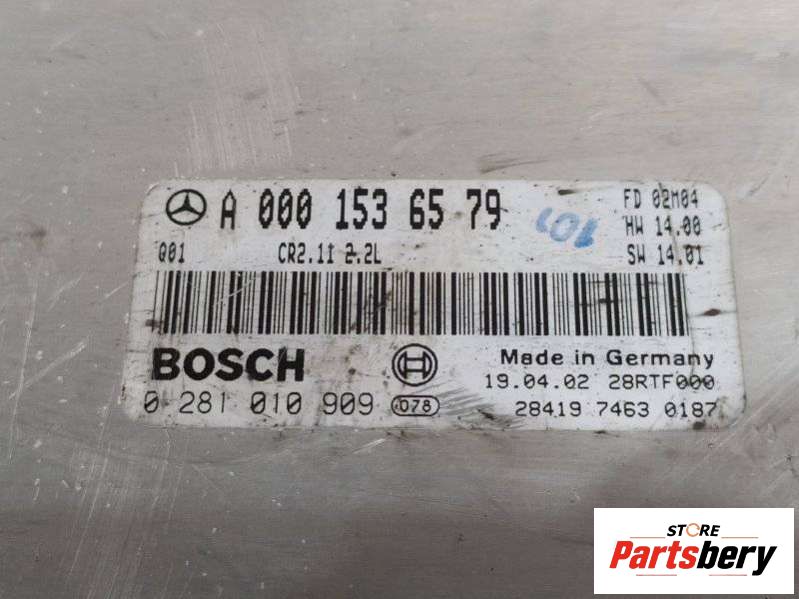 A 000 153 65 79
FD 02M04
HW 14.00
SW 14.01
Q01 CR2.11 2.2L
BOSCH
Made in Germany
19.04.02 28RTF000
0 281 010 909 D78
28419 7463 0187
STORE
Partsbery